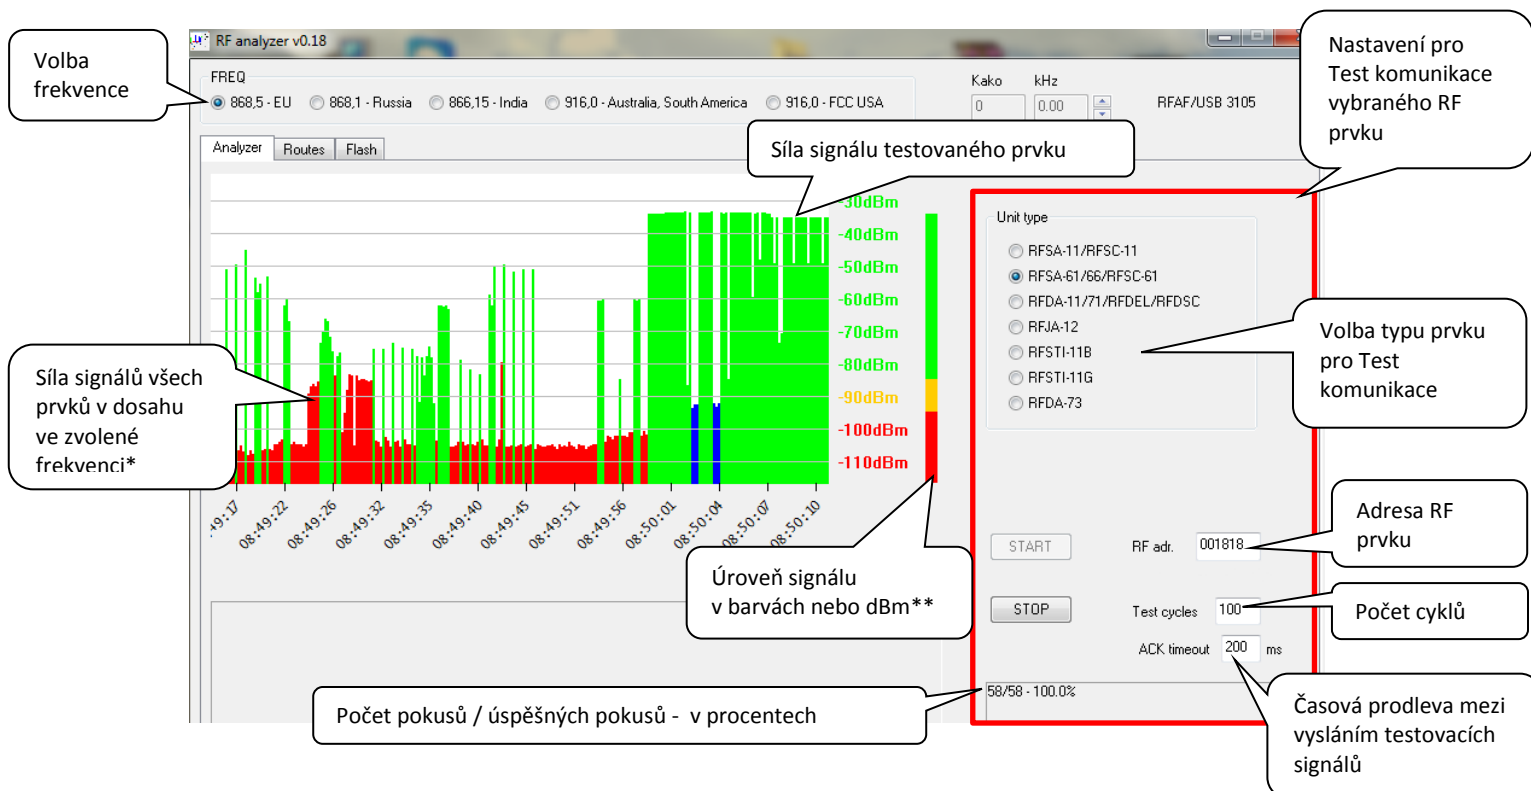 Volba
frekvence
RF analyzer v0.18
FREQ
868,5 - EU
868,1 - Russia
866,15 - India
916,0 - Australia, South America
916,0 - FCC USA
Kako
kHz
0
0.00
RFAF/USB 3105
Nastavení pro
Test komunikace
vybraného RF
prvku
Analyzer
Routes
Flash
Síla signálu testovaného prvku
-30dBm
-40dBm
-50dBm
-60dBm
-70dBm
-80dBm
-90dBm
-100dBm
-110dBm
Unit type
RFSA-11/RFSC-11
RFSA-61/66/RFSC-61
RFDA-11/71/RFDEL/RFDSC
RFJA-12
RFSTI-11B
RFSTI-11G
RFDA-73
Volba typu prvku
pro Test
komunikace
Síla signálů všech
prvků v dosahu
ve zvolené
frekvenci*
:49:17
08:49:22
08:49:26
08:49:32
08:49:35
08:49:40
08:49:45
08:49:51
08:49:56
08:50:01
08:50:04
08:50:07
08:50:10
Úroveň signálu
v barvách nebo dBm**
START
RF adr.
001818
Adresa RF
prvku
STOP
Test cycles
100
Počet cyklů
ACK timeout
200
ms
58/58 - 100.0%
Počet pokusů / úspěšných pokusů - v procentech
Časová prodleva mezi
vysláním testovacích
signálů